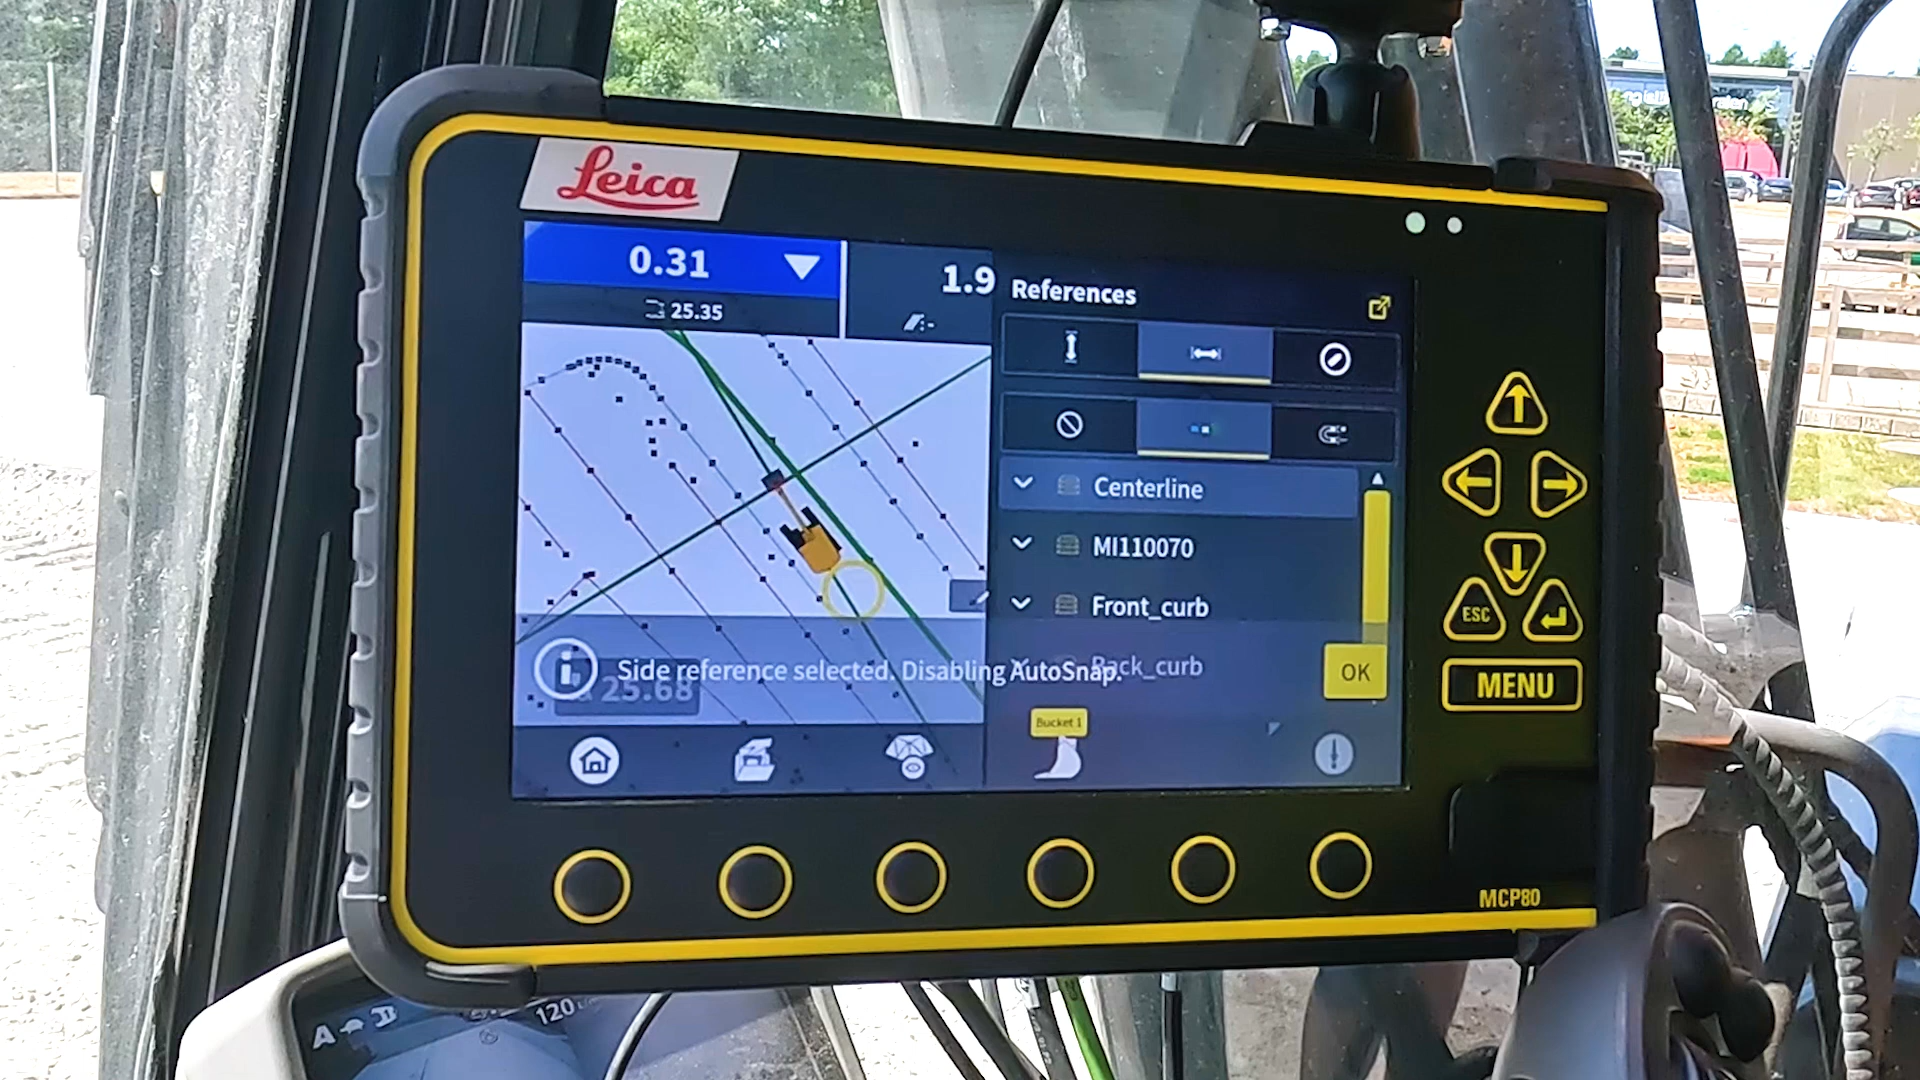 Leica
0.31
25.35
1.9
References
Centerline
MI110070
Front_curb
Back_curb
Side reference selected. Disabling AutoSnap.
25.68
OK
Bucket 1
ESC
MENU
MCP80
A
120